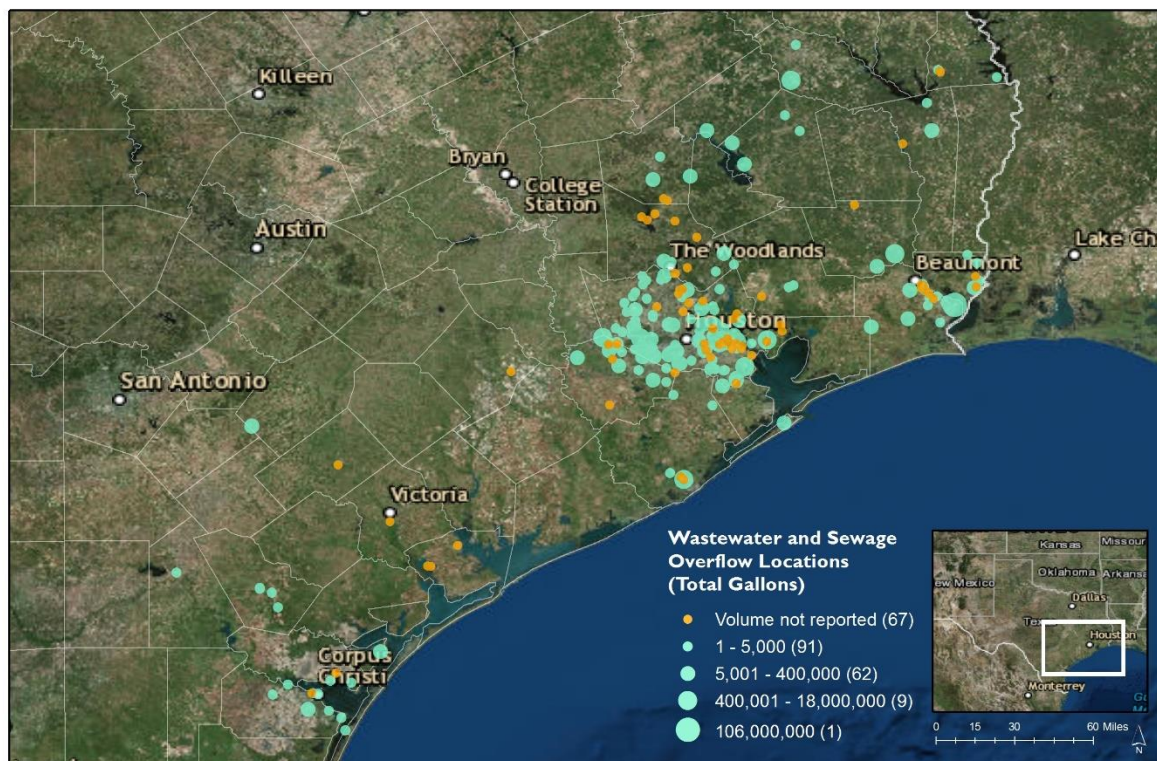 Killeen
Bryan
College
Station
Austin
The Woodlands
Lake Ch
Beaumont
Houston
San Antonio
Victoria
Corpus
Christi
Wastewater and Sewage
Overflow Locations
(Total Gallons)
Volume not reported (67)
1 - 5,000 (91)
5,001 - 400,000 (62)
400,001 - 18,000,000 (9)
106,000,000 (1)
Kansas
Missour
ew Mexico
Oklahoma
Arkansa
Dallas
Texa
Houston
Monterrey
0 15 30 60 Miles
N